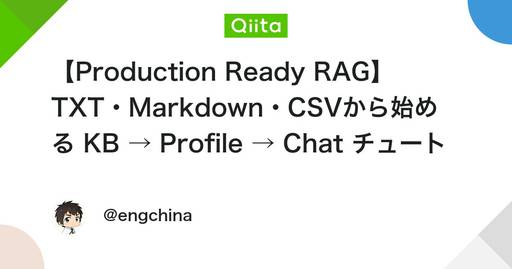 Qiita
【Production Ready RAG】
TXT・Markdown・CSVから始め
る KB → Profile → Chat チュート
@engchina